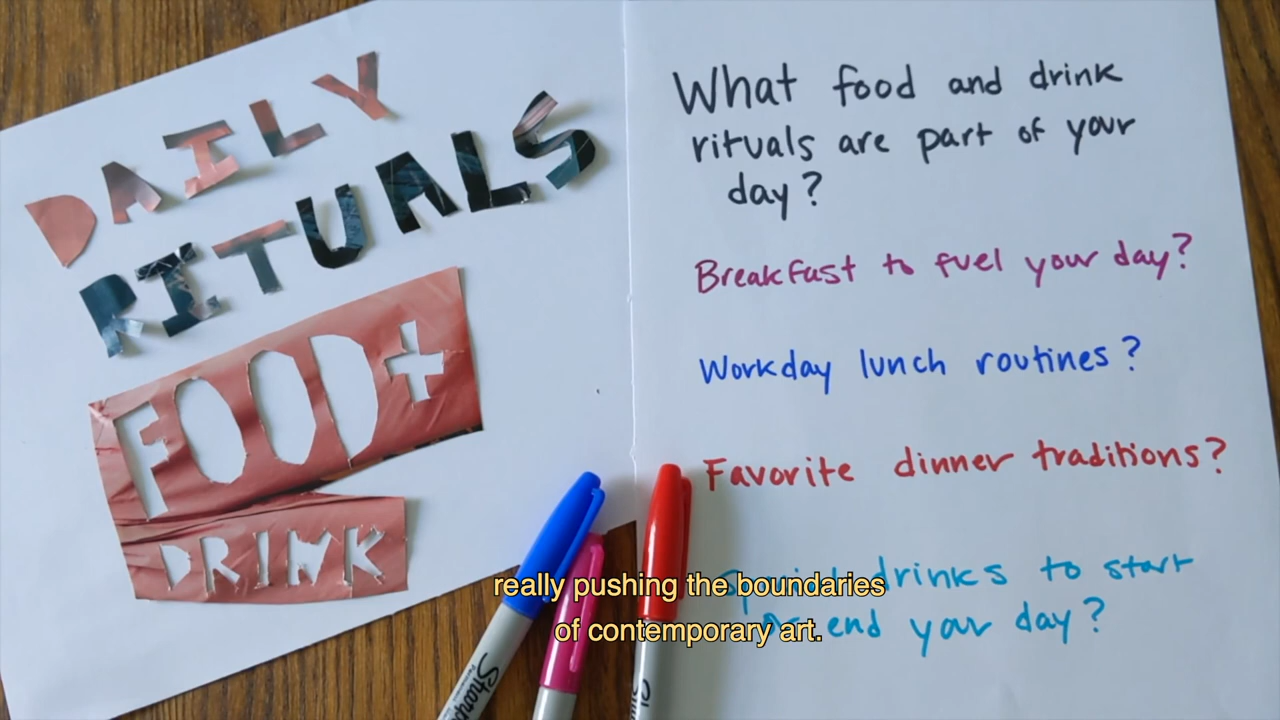 DAILY
RITUALS
FOOD+
DRINK
What food and drink
rituals are part of your
day?
Breakfast to fuel your day?
Workday lunch routines?
Favorite dinner traditions?
drinks to start
or end your day?
Sharpie
really pushing the boundaries
of contemporary art.